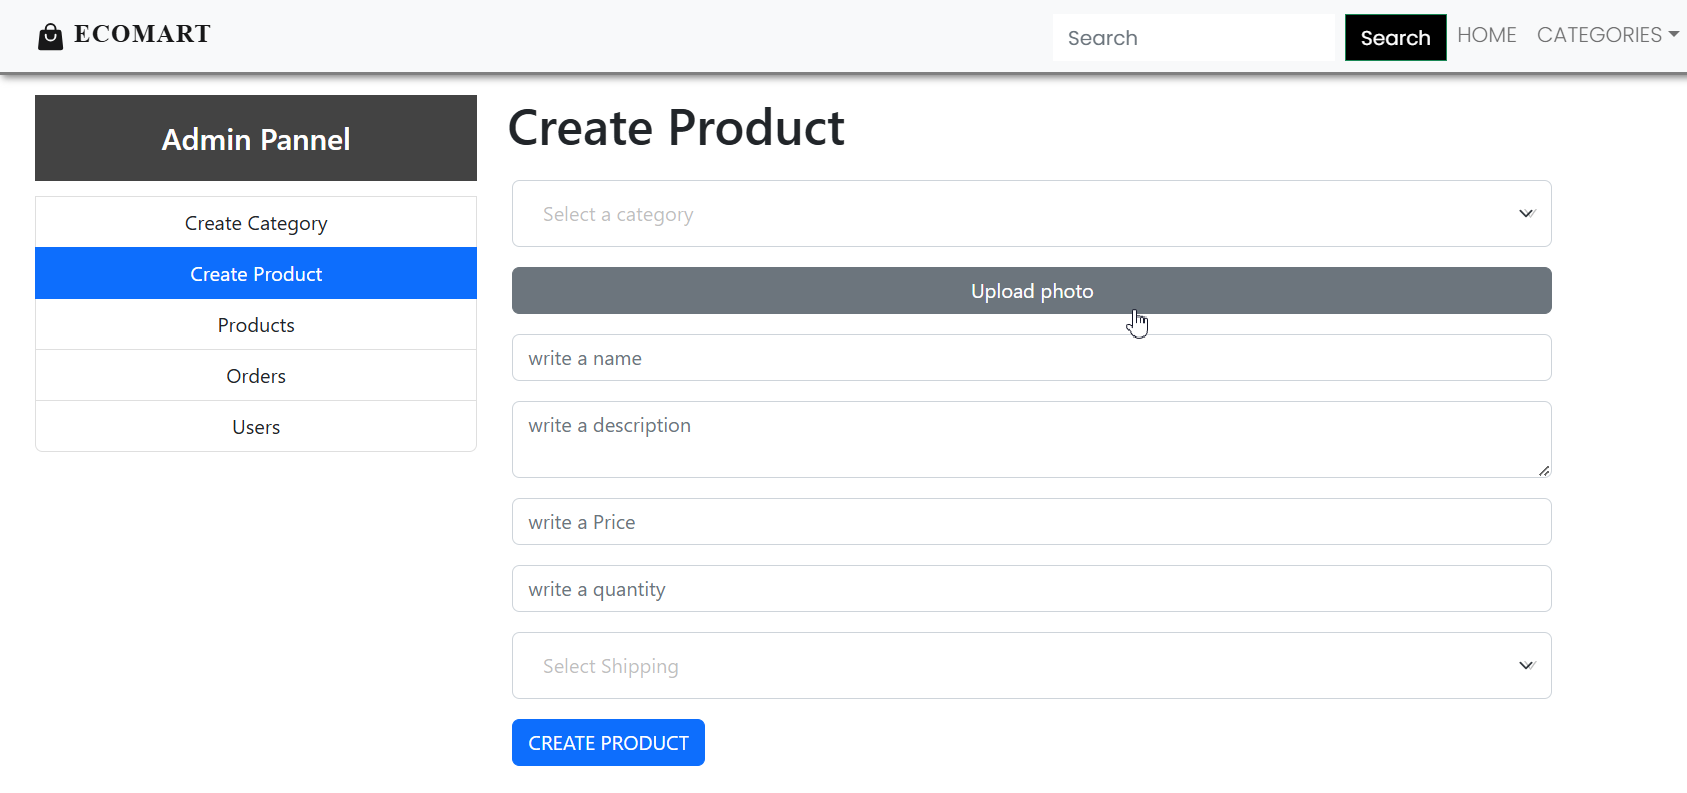 ECOMART
Search
Search
HOME
CATEGORIES
Admin Pannel
Create Category
Create Product
Products
Orders
Users
Create Product
Select a category
Upload photo
write a name
write a description
write a Price
write a quantity
Select Shipping
CREATE PRODUCT